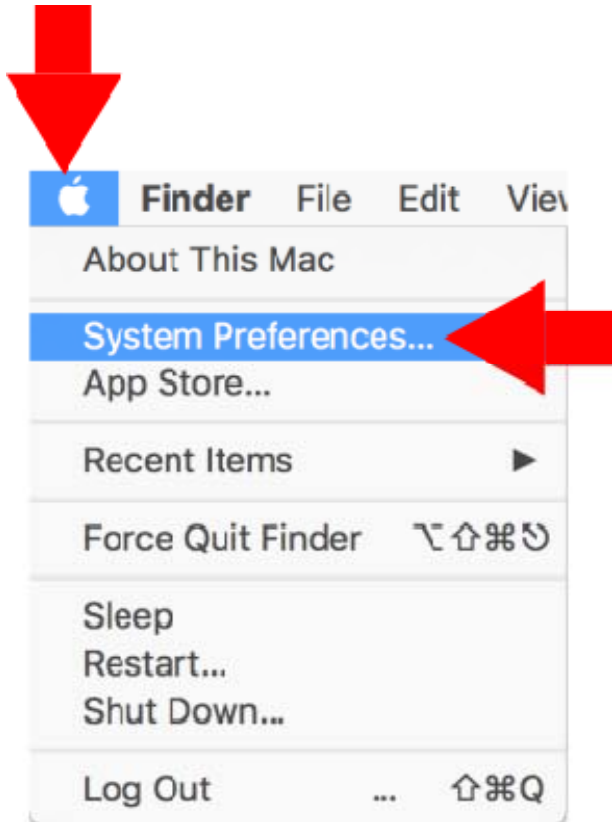 Finder File Edit View
About This Mac
System Preferences...
App Store...
Recent Items ▶
Force Quit Finder ⌥⇧⌘⎋
Sleep
Restart...
Shut Down...
Log Out ... ⇧⌘Q